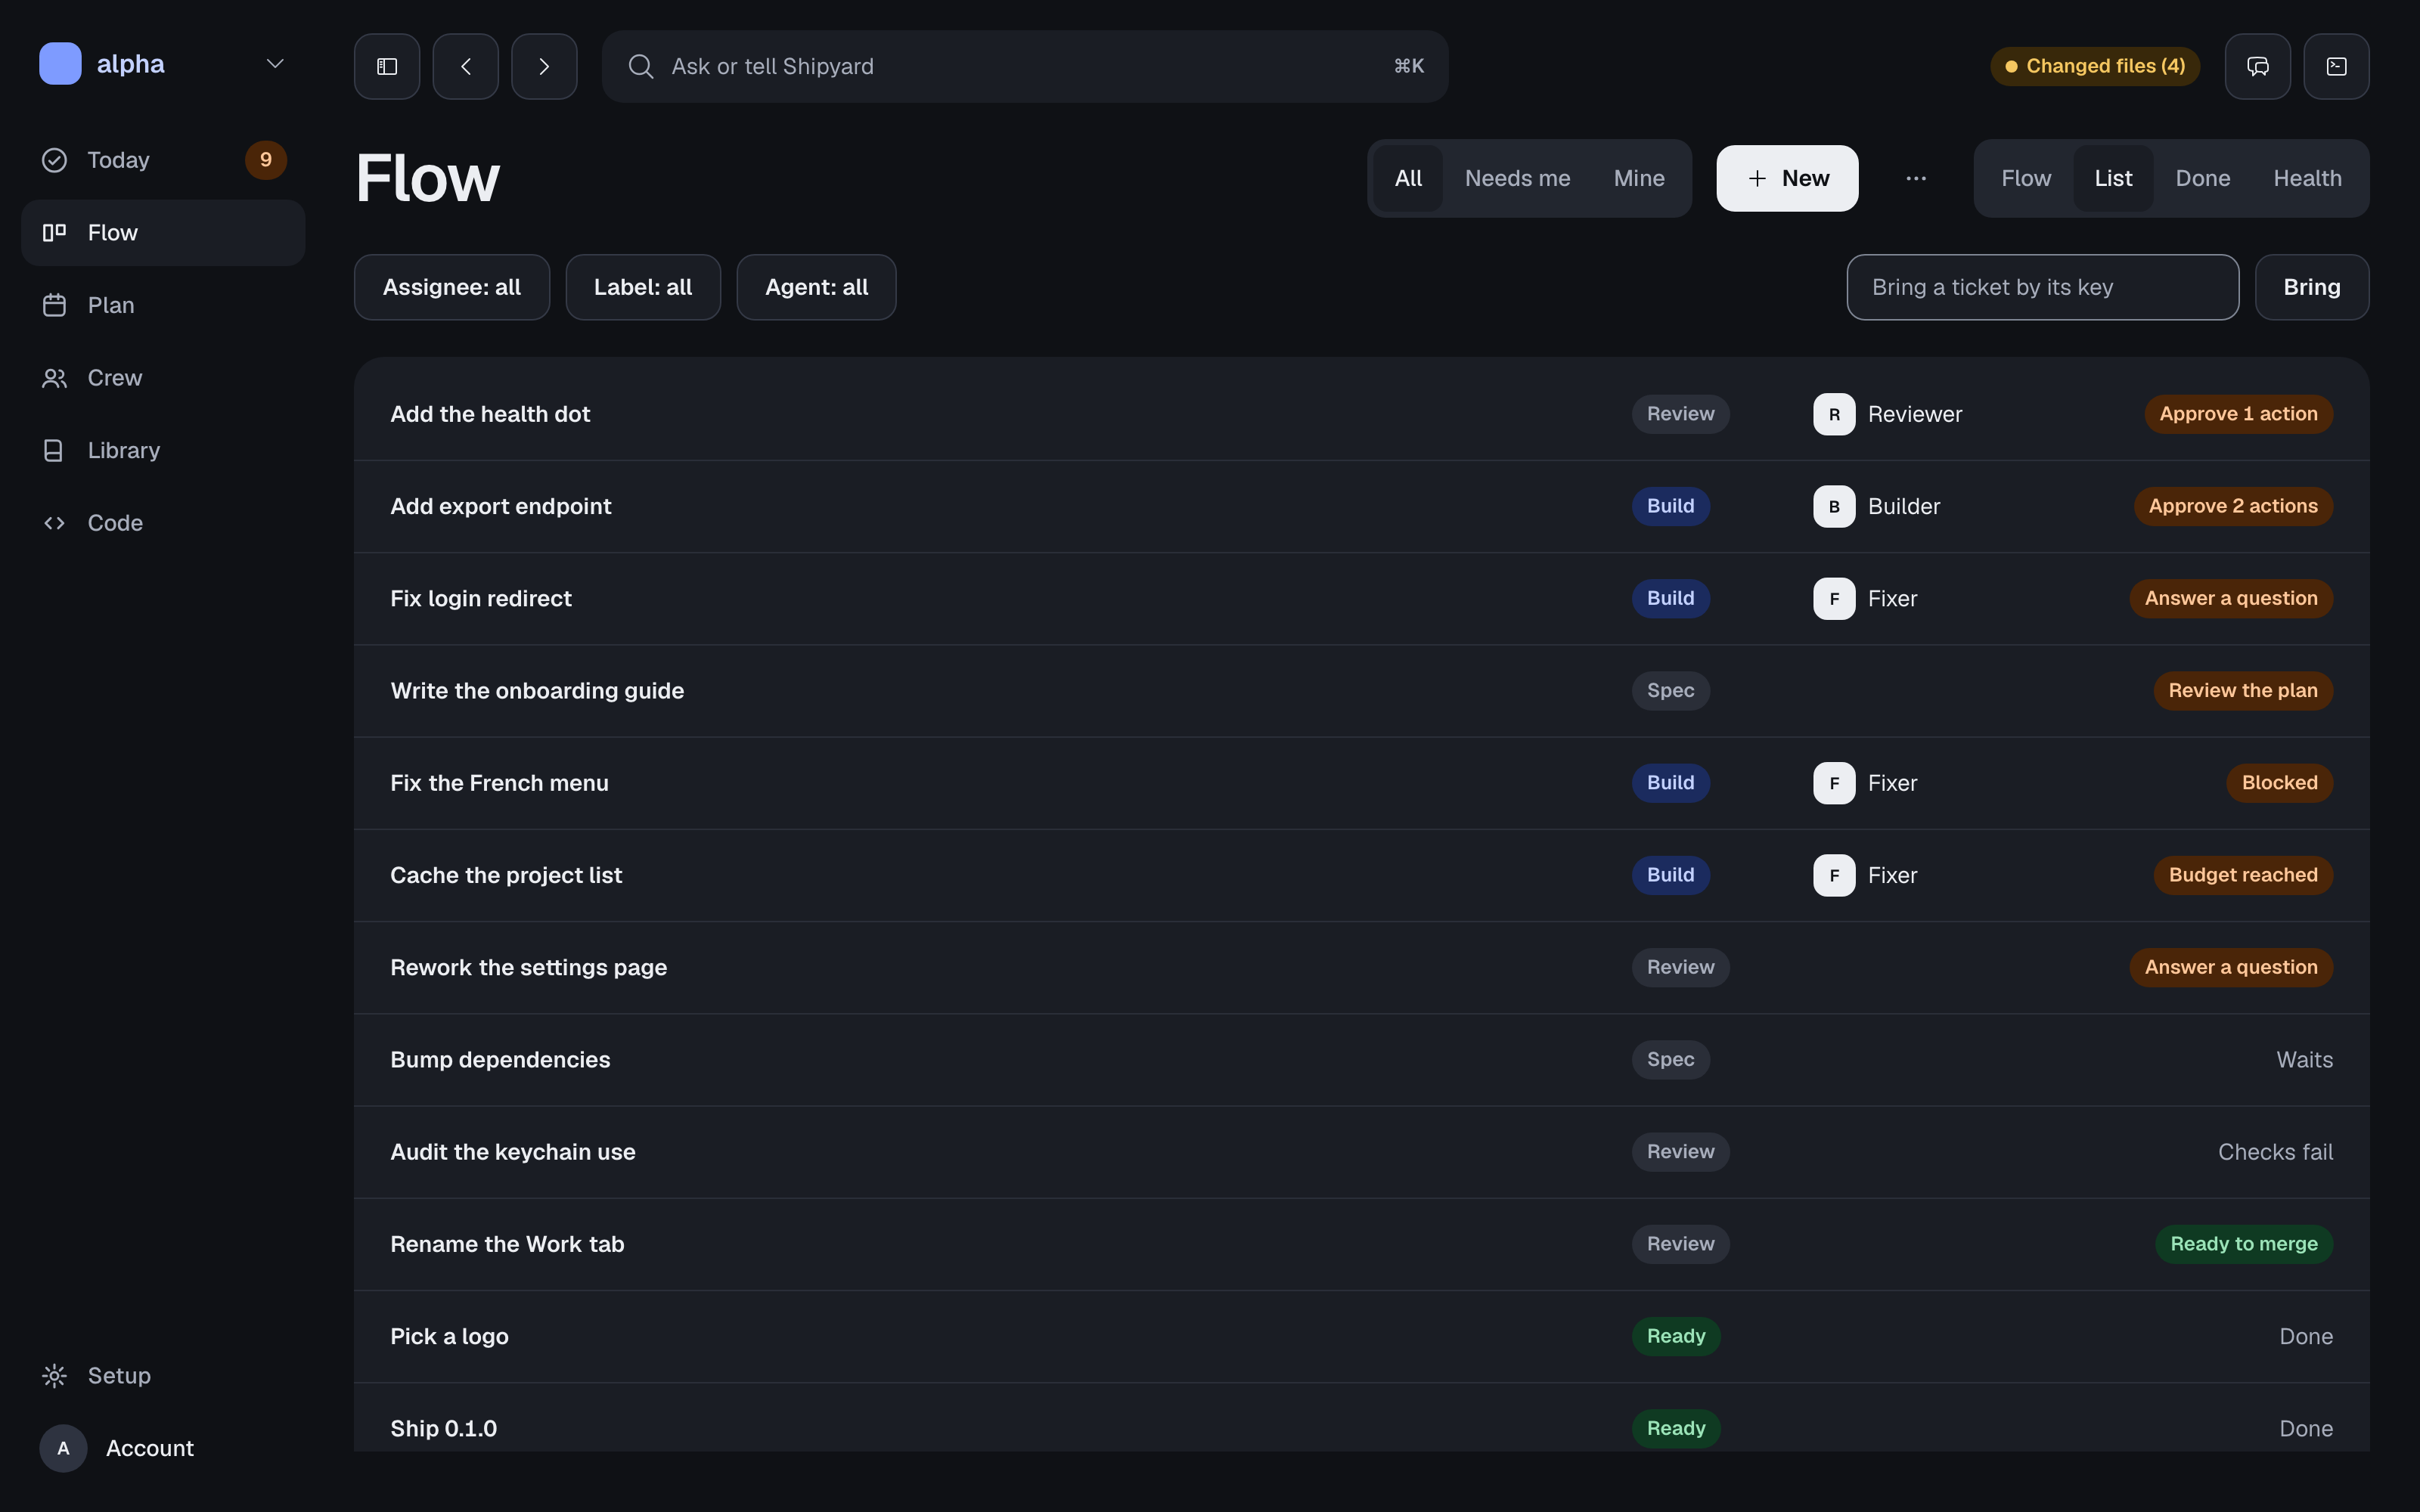 alpha
Ask or tell Shipyard ⌘K
Changed files (4)
Today 9
Flow
Plan
Crew
Library
Code
Setup
A Account
Flow
All Needs me Mine
+ New
Flow List Done Health
Assignee: all Label: all Agent: all
Bring a ticket by its key Bring
Add the health dot Review R Reviewer Approve 1 action
Add export endpoint Build B Builder Approve 2 actions
Fix login redirect Build F Fixer Answer a question
Write the onboarding guide Spec Review the plan
Fix the French menu Build F Fixer Blocked
Cache the project list Build F Fixer Budget reached
Rework the settings page Review Answer a question
Bump dependencies Spec Waits
Audit the keychain use Review Checks fail
Rename the Work tab Review Ready to merge
Pick a logo Ready Done
Ship 0.1.0 Ready Done